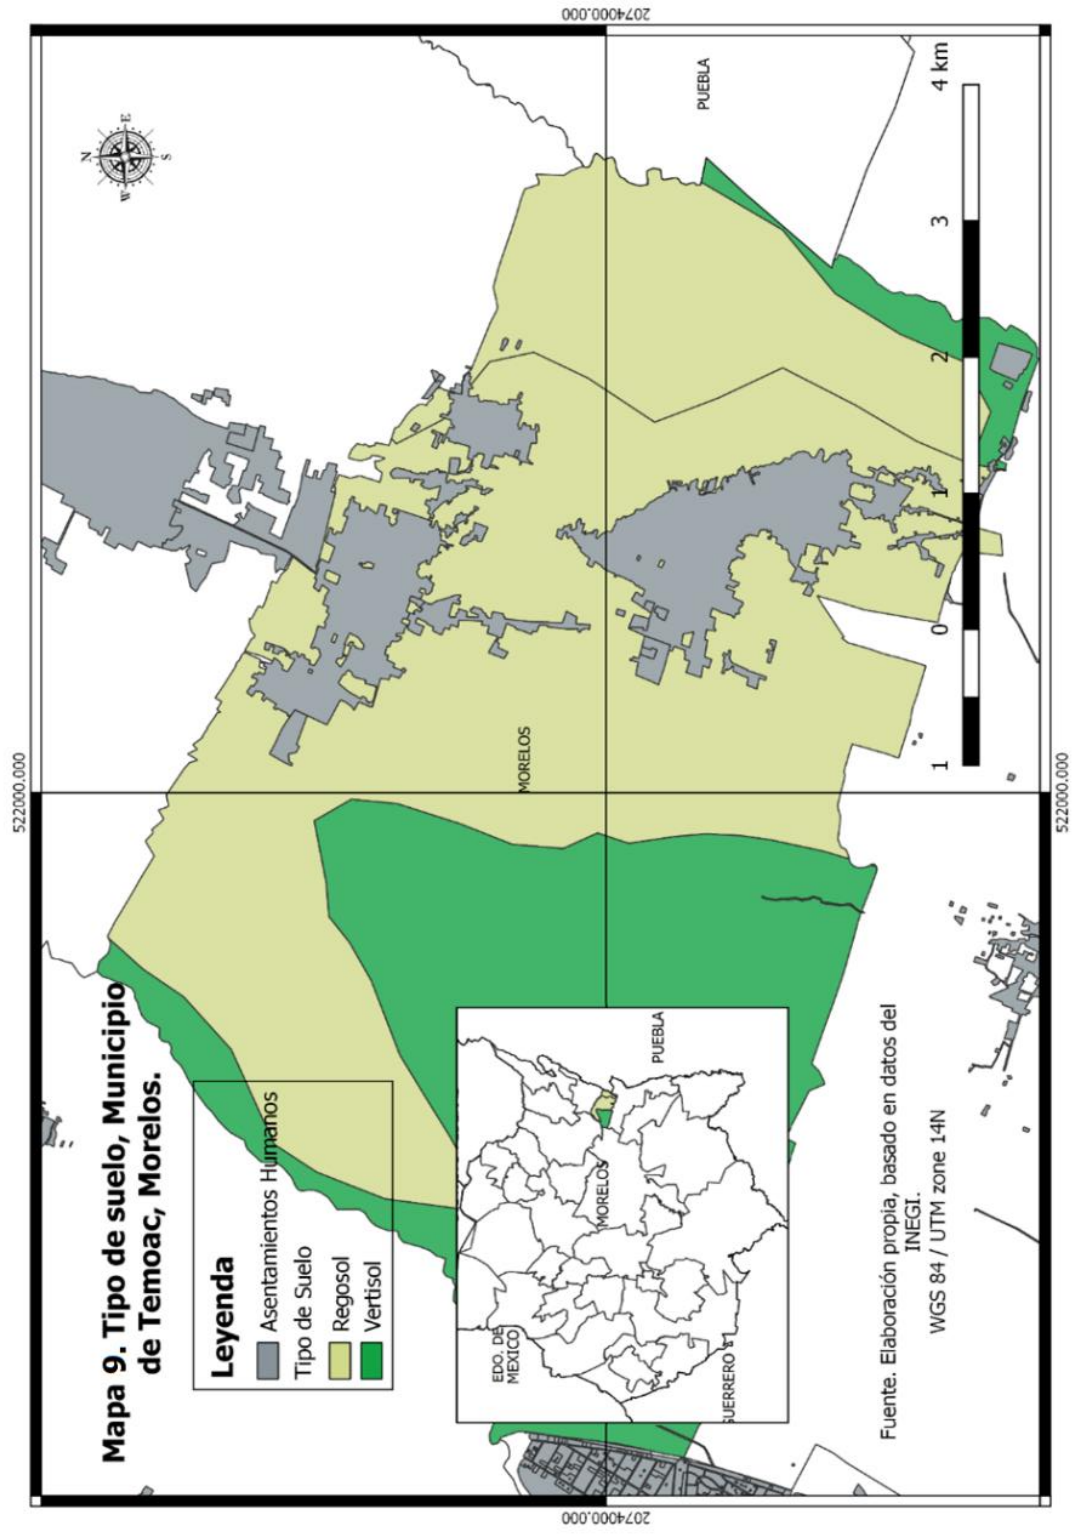 Mapa 9. Tipo de suelo, Municipio
de Temoac, Morelos.
Leyenda
Asentamientos Humanos
Tipo de Suelo
Regosol
Vertisol
522000.000
522000.000
2074000.000
2074000.000
N
E
S
W
MORELOS
PUEBLA
EDO. DE
MEXICO
MORELOS
PUEBLA
GUERRERO
1 0 1 2 3 4 km
Fuente. Elaboración propia, basado en datos del
INEGI.
WGS 84 / UTM zone 14N